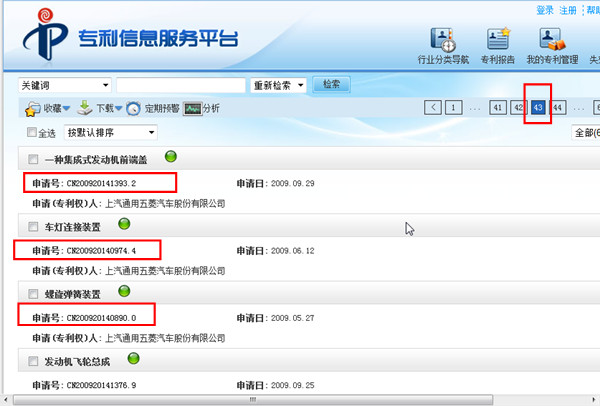 登录 注册 帮助
专利信息服务平台
行业分类导航 专利报告 我的专利管理 失
关键词 重新检索 检索
收藏 下载 定期预警 分析 < 1 ... 41 42 43 44 ... 6
全选 按默认排序 全部(6
一种集成式发动机前端盖
申请号: CN200920141393.2 申请日: 2009.09.29
申请(专利权)人: 上汽通用五菱汽车股份有限公司
车灯连接装置
申请号: CN200920140974.4 申请日: 2009.06.12
申请(专利权)人: 上汽通用五菱汽车股份有限公司
螺旋弹簧装置
申请号: CN200920140890.0 申请日: 2009.05.27
申请(专利权)人: 上汽通用五菱汽车股份有限公司
发动机飞轮总成
申请号: CN200920141376.9 申请日: 2009.09.25